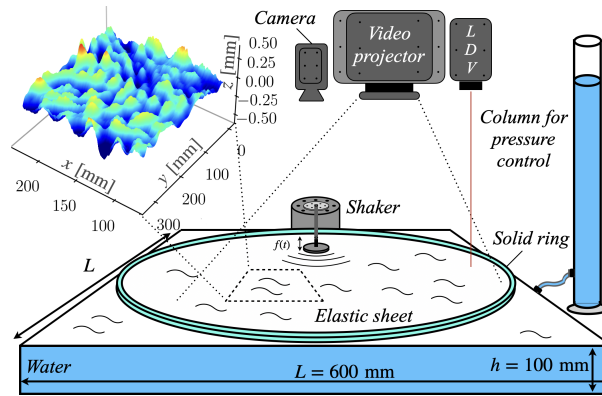 Camera
Video
projector
L
D
V
0.50
0.25
0.00
−0.25
−0.50
z [mm]
x [mm]
y [mm]
200
150
100
0
100
200
300
Column for
pressure
control
Shaker
f(t)
Solid ring
L
Elastic sheet
Water
L = 600 mm
h = 100 mm